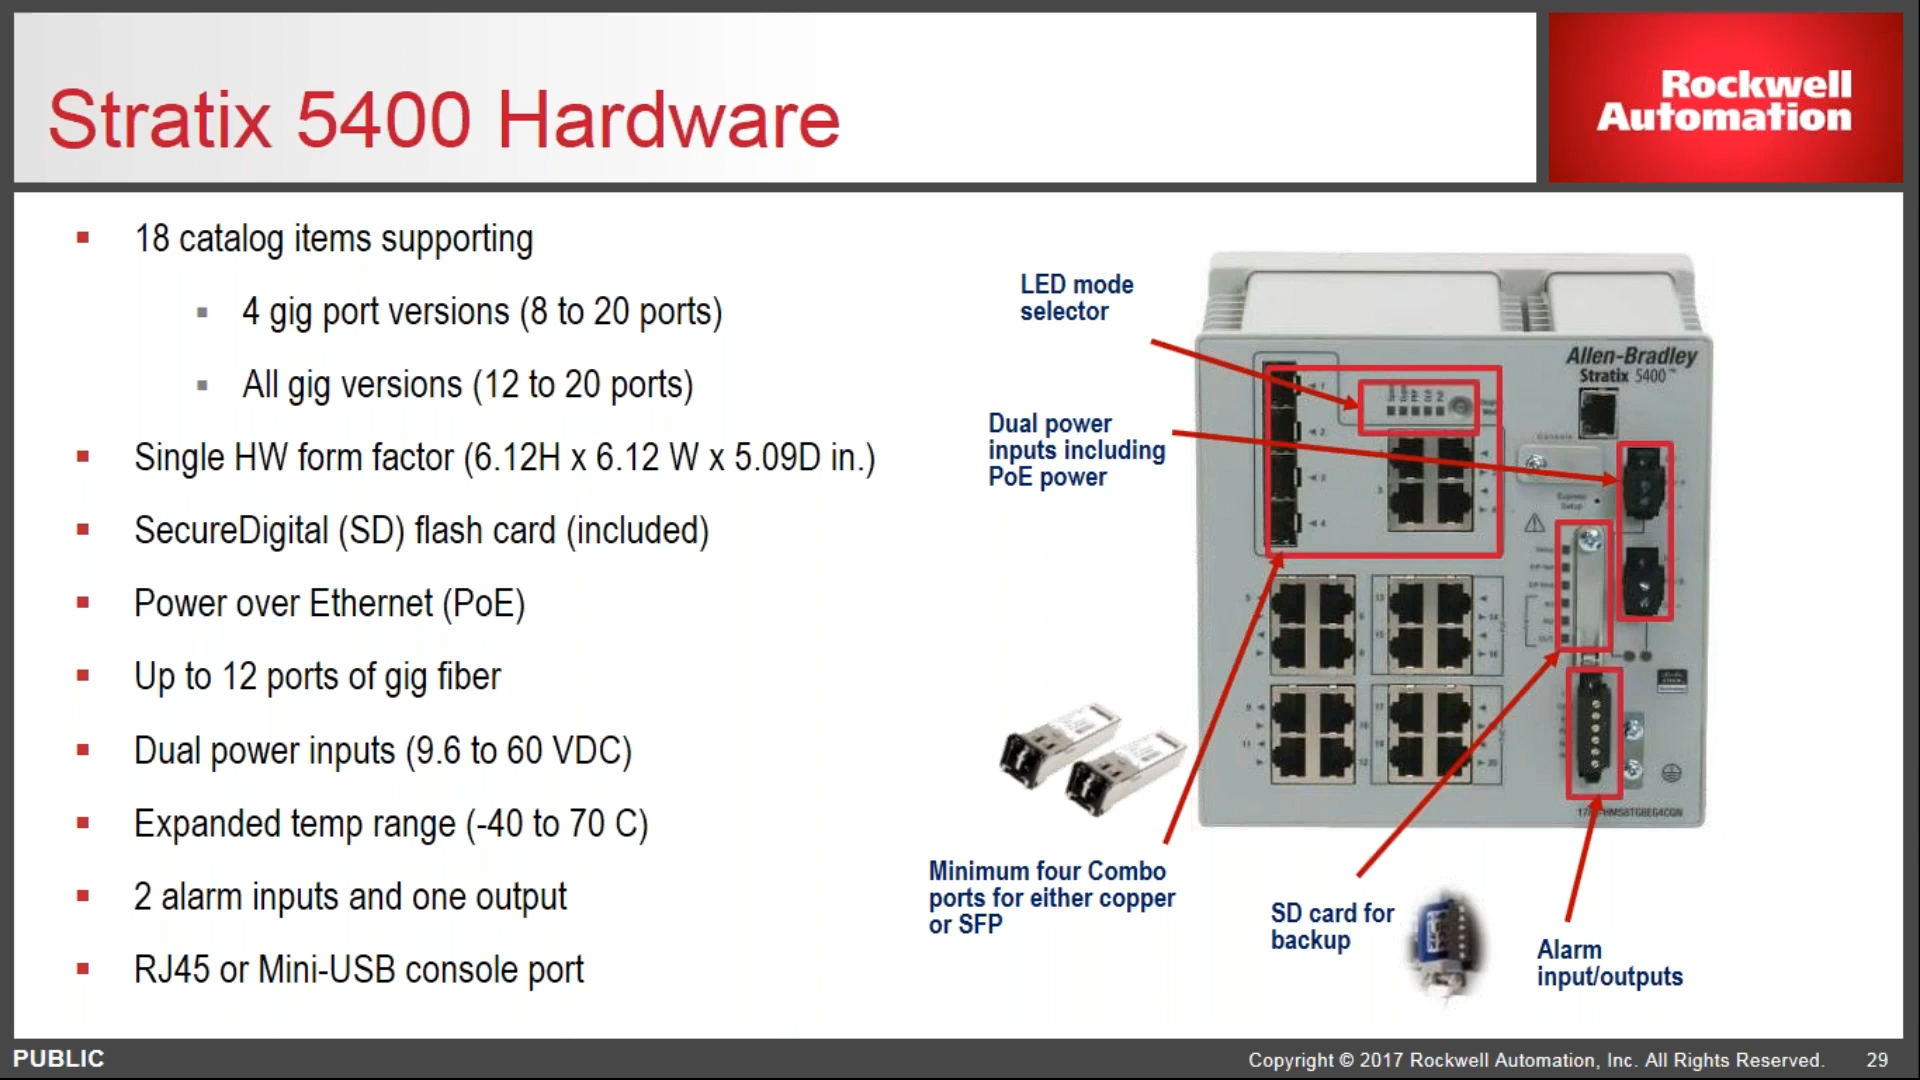 Stratix 5400 Hardware
Rockwell
Automation
18 catalog items supporting
4 gig port versions (8 to 20 ports)
All gig versions (12 to 20 ports)
Single HW form factor (6.12H x 6.12 W x 5.09D in.)
SecureDigital (SD) flash card (included)
Power over Ethernet (PoE)
Up to 12 ports of gig fiber
Dual power inputs (9.6 to 60 VDC)
Expanded temp range (-40 to 70 C)
2 alarm inputs and one output
RJ45 or Mini-USB console port
LED mode
selector
Dual power
inputs including
PoE power
Minimum four Combo
ports for either copper
or SFP
SD card for
backup
Alarm
input/outputs
Allen-Bradley
Stratix 5400™
Console
Express
Setup
PUBLIC
Copyright © 2017 Rockwell Automation, Inc. All Rights Reserved.
29